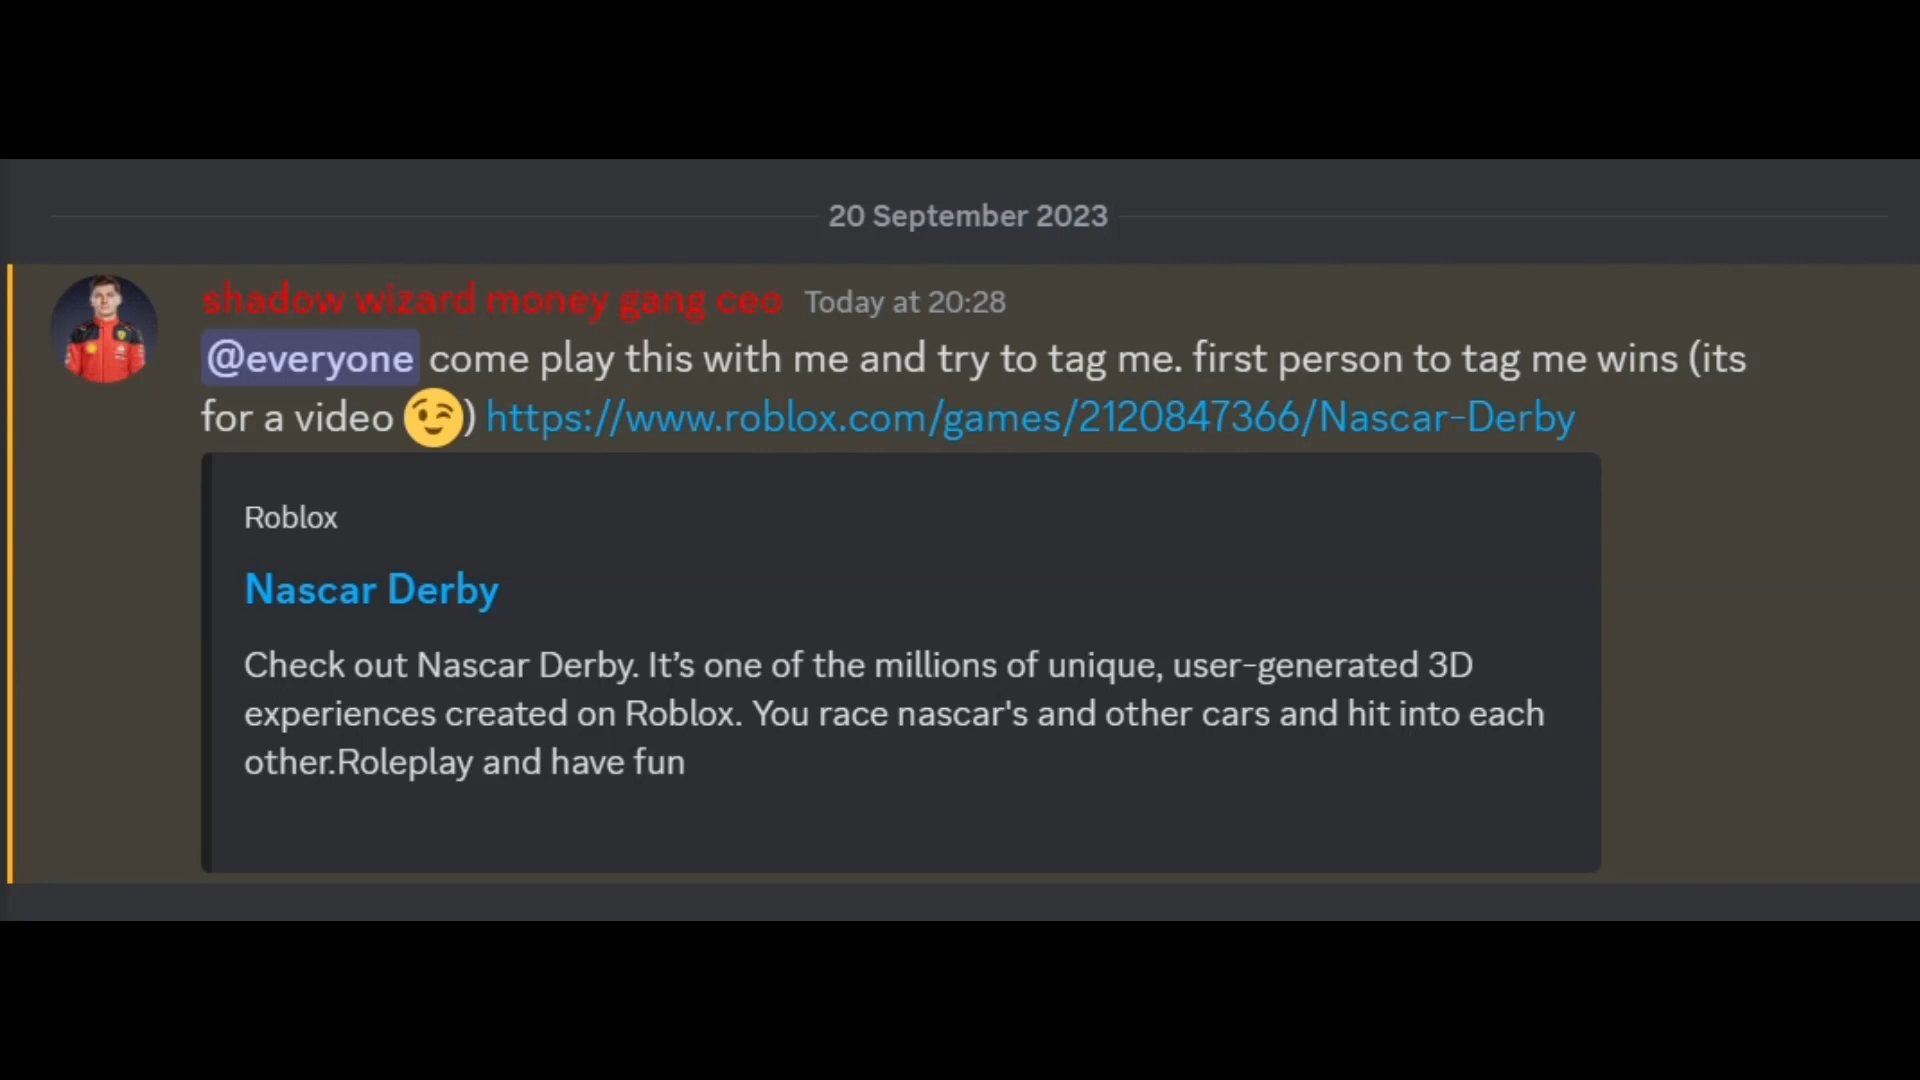 20 September 2023
shadow wizard money gang ceo Today at 20:28
@everyone come play this with me and try to tag me. first person to tag me wins (its
for a video 😉) https://www.roblox.com/games/2120847366/Nascar-Derby
Roblox
Nascar Derby
Check out Nascar Derby. It’s one of the millions of unique, user-generated 3D
experiences created on Roblox. You race nascar's and other cars and hit into each
other.Roleplay and have fun